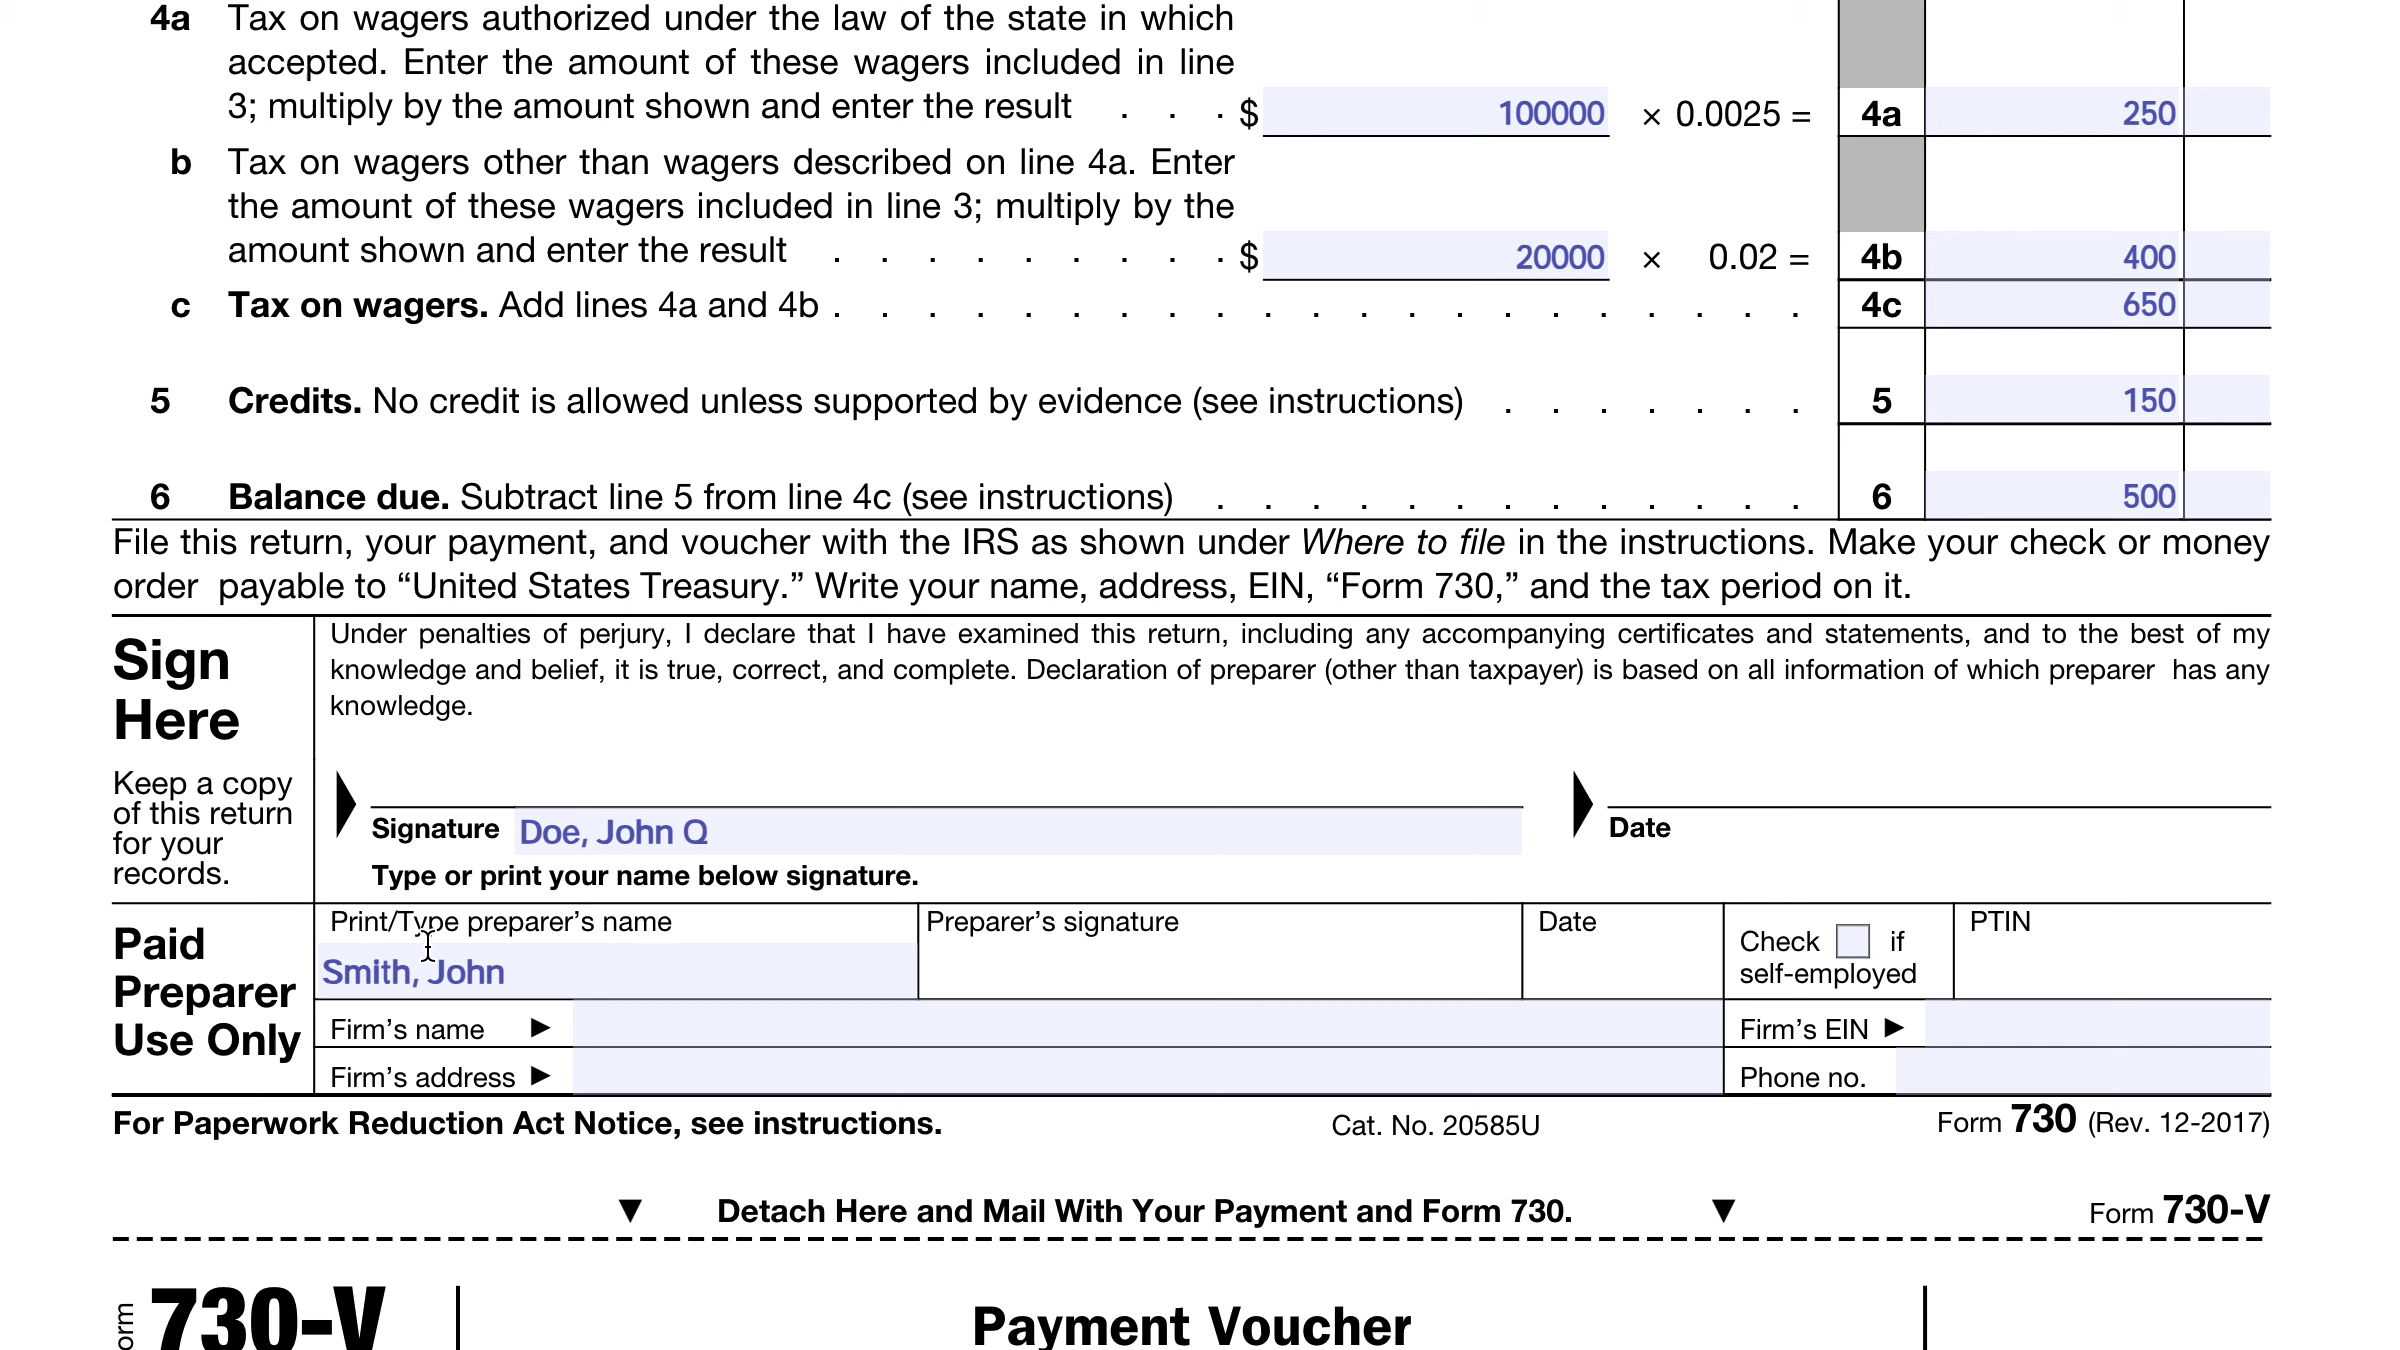 4a Tax on wagers authorized under the law of the state in which
accepted. Enter the amount of these wagers included in line
3; multiply by the amount shown and enter the result . . . $ 100000 × 0.0025 = 4a 250
b Tax on wagers other than wagers described on line 4a. Enter
the amount of these wagers included in line 3; multiply by the
amount shown and enter the result . . . . . . . . . $ 20000 × 0.02 = 4b 400
c Tax on wagers. Add lines 4a and 4b . . . . . . . . . . . . . . . . . . . . . 4c 650
5 Credits. No credit is allowed unless supported by evidence (see instructions) . . . . . . . 5 150
6 Balance due. Subtract line 5 from line 4c (see instructions) . . . . . . . . . . . . . 6 500
File this return, your payment, and voucher with the IRS as shown under Where to file in the instructions. Make your check or money
order payable to “United States Treasury.” Write your name, address, EIN, “Form 730,” and the tax period on it.
Sign
Here
Keep a copy
of this return
for your
records.
Under penalties of perjury, I declare that I have examined this return, including any accompanying certificates and statements, and to the best of my
knowledge and belief, it is true, correct, and complete. Declaration of preparer (other than taxpayer) is based on all information of which preparer has any
knowledge.
Signature Doe, John Q Date
Type or print your name below signature.
Paid
Preparer
Use Only
Print/Type preparer’s name Preparer’s signature Date Check if
self-employed PTIN
Smith, John
Firm’s name ▶ Firm’s EIN ▶
Firm’s address ▶ Phone no.
For Paperwork Reduction Act Notice, see instructions. Cat. No. 20585U Form 730 (Rev. 12-2017)
▼ Detach Here and Mail With Your Payment and Form 730. ▼ Form 730-V
730-V Payment Voucher